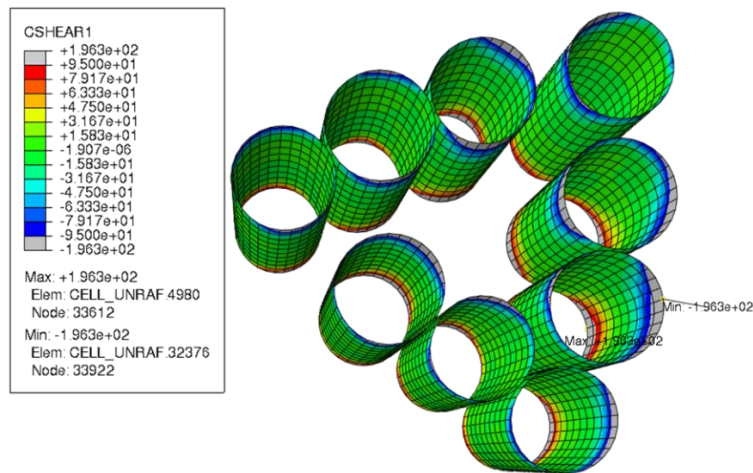 CSHEAR1
+1.963e+02
+9.500e+01
+7.917e+01
+6.333e+01
+4.750e+01
+3.167e+01
+1.583e+01
-1.907e-06
-1.583e+01
-3.167e+01
-4.750e+01
-6.333e+01
-7.917e+01
-9.500e+01
-1.963e+02
Max: +1.963e+02
Elem: CELL_UNRAF.4980
Node: 33612
Min: -1.963e+02
Elem: CELL_UNRAF.32376
Node: 33922
Min: -1.963e+02
Max: +1.963e+02